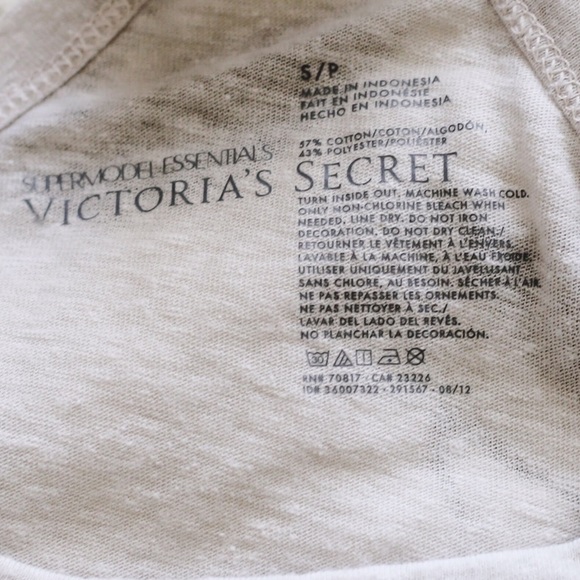 S/P
MADE IN INDONESIA
FAIT EN INDONÉSIE
HECHO EN INDONESIA
57% COTTON/COTON/ALGODÓN,
43% POLYESTER/POLIÉSTER
SUPERMODEL ESSENTIALS
VICTORIA'S SECRET
TURN INSIDE OUT. MACHINE WASH COLD.
ONLY NON-CHLORINE BLEACH WHEN
NEEDED. LINE DRY. DO NOT IRON
DECORATION. DO NOT DRY CLEAN./
RETOURNER LE VÊTEMENT À L'ENVERS.
LAVABLE À LA MACHINE, À L'EAU FROIDE.
UTILISER UNIQUEMENT DU JAVELLISANT
SANS CHLORE, AU BESOIN. SÉCHER À L'AIR.
NE PAS REPASSER LES ORNEMENTS.
NE PAS NETTOYER À SEC./
LAVAR DEL LADO DEL REVÉS.
NO PLANCHAR LA DECORACIÓN.
30
RN# 70817 · CA# 23226
ID# 36007322 · 291567 · 08/12